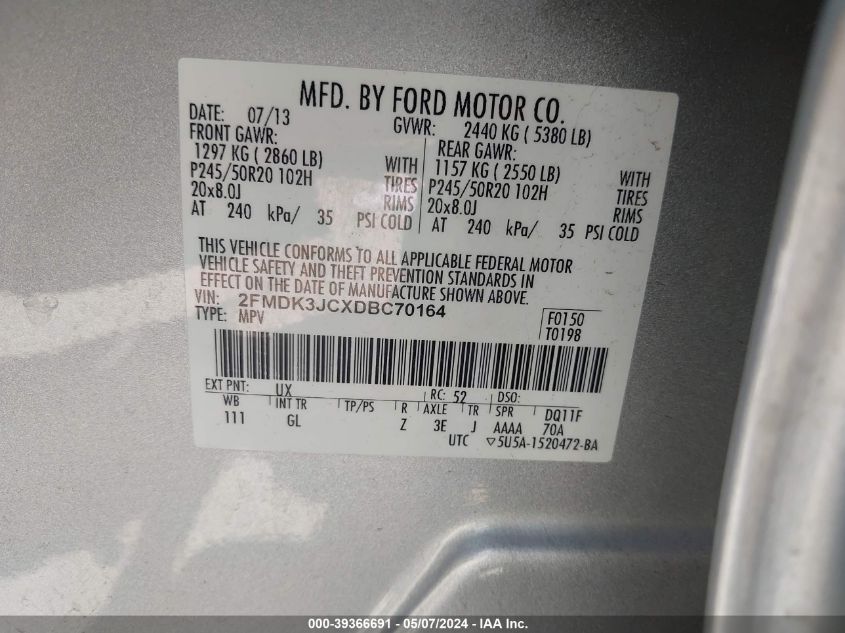 MFD. BY FORD MOTOR CO.
DATE: 07/13 GVWR: 2440 KG ( 5380 LB)
FRONT GAWR: REAR GAWR:
1297 KG ( 2860 LB) WITH 1157 KG ( 2550 LB) WITH
P245/50R20 102H TIRES P245/50R20 102H TIRES
20x8.0J RIMS 20x8.0J RIMS
AT 240 kPa/ 35 PSI COLD AT 240 kPa/ 35 PSI COLD
THIS VEHICLE CONFORMS TO ALL APPLICABLE FEDERAL MOTOR
VEHICLE SAFETY AND THEFT PREVENTION STANDARDS IN
EFFECT ON THE DATE OF MANUFACTURE SHOWN ABOVE.
VIN: 2FMDK3JCXDBC70164
TYPE: MPV
F0150
T0198
EXT PNT: UX RC: 52 DSO:
WB INT TR TP/PS R AXLE TR SPR DQ11F
111 GL Z 3E J AAAA 70A
UTC ▽5U5A-1520472-BA
000-39366691 - 05/07/2024 - IAA Inc.